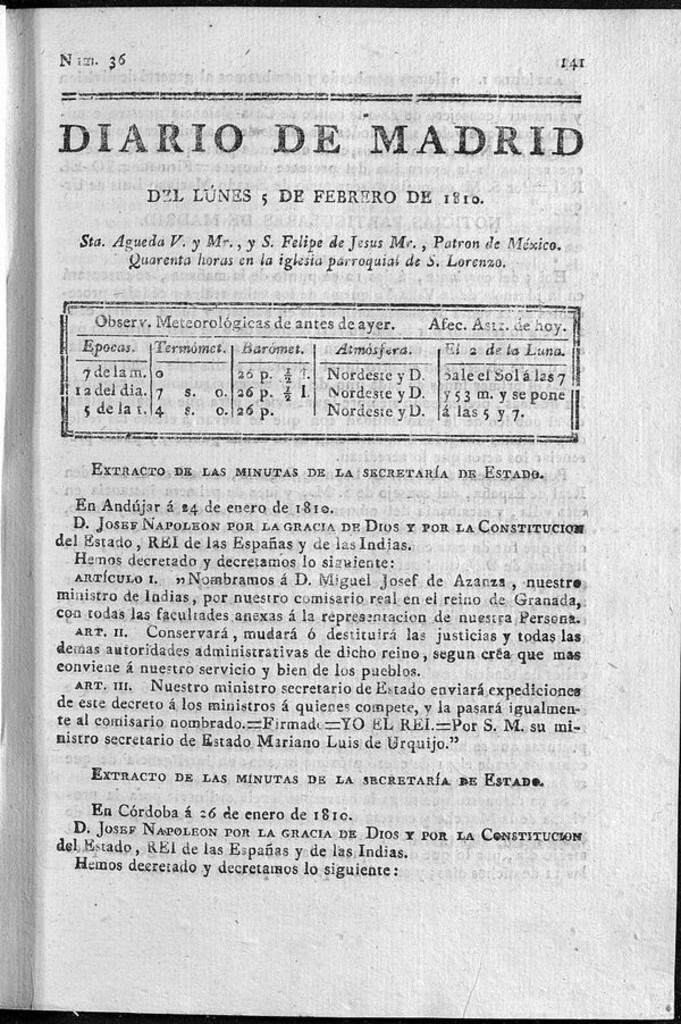 Núm. 36 141
DIARIO DE MADRID
DEL LÚNES 5 DE FEBRERO DE 1810.
Sta. Agueda V. y Mr., y S. Felipe de Jesus Mr., Patron de México.
Quarenta horas en la iglesia parroquial de S. Lorenzo.
Observ. Meteorológicas de antes de ayer. Afec. Astr. de hoy.
Epocas. Termómet. Barómet. Atmósfera. El 2 de la Luna.
7 de la m. 0 26 p. ½ l. Nordeste y D. Sale el Sol á las 7
12 del dia. 7 s. 0. 26 p. ½ l. Nordeste y D. y 53 m. y se pone
5 de la t. 4 s. 0. 26 p. Nordeste y D. á las 5 y 7.
EXTRACTO DE LAS MINUTAS DE LA SECRETARÍA DE ESTADO.
En Andújar á 24 de enero de 1810.
D. JOSEF NAPOLEON POR LA GRACIA DE DIOS Y POR LA CONSTITUCION
del Estado, REI de las Españas y de las Indias.
Hemos decretado y decretamos lo siguiente:
ARTÍCULO I. „Nombramos á D. Miguel Josef de Azanza, nuestro
ministro de Indias, por nuestro comisario real en el reino de Granada,
con todas las facultades anexas á la representacion de nuestra Persona.
ART. II. Conservará, mudará ó destituirá las justicias y todas las
demas autoridades administrativas de dicho reino, segun crêa que mas
conviene á nuestro servicio y bien de los pueblos.
ART. III. Nuestro ministro secretario de Estado enviará expediciones
de este decreto á los ministros á quienes compete, y la pasará igualmen-
te al comisario nombrado.=Firmado=YO EL REI.=Por S. M. su mi-
nistro secretario de Estado Mariano Luis de Urquijo.”
EXTRACTO DE LAS MINUTAS DE LA SECRETARÍA DE ESTADO.
En Córdoba á 26 de enero de 1810.
D. JOSEF NAPOLEON POR LA GRACIA DE DIOS Y POR LA CONSTITUCION
del Estado, REI de las Españas y de las Indias.
Hemos decretado y decretamos lo siguiente: